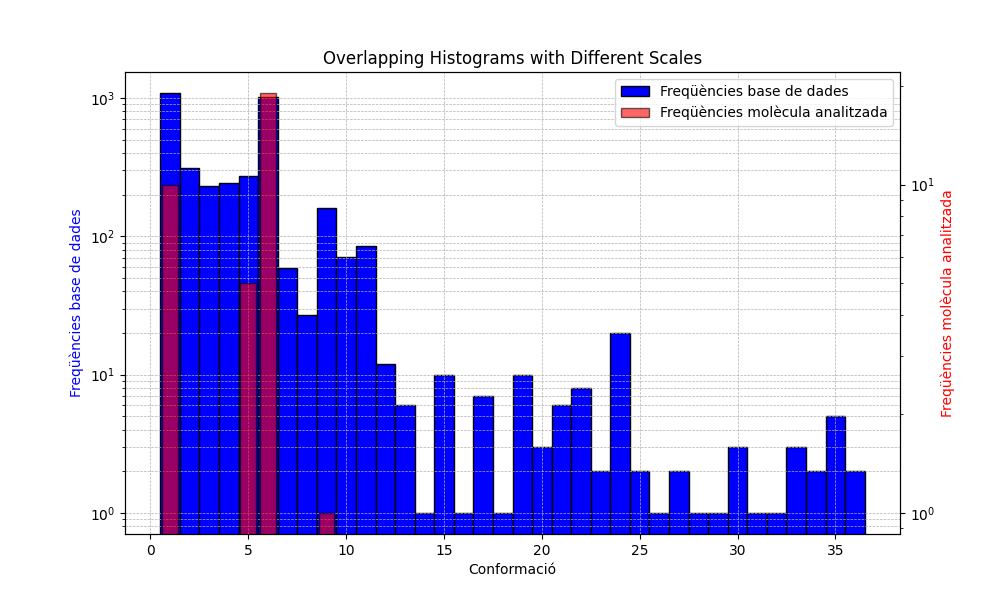 Overlapping Histograms with Different Scales
Freqüències base de dades
Freqüències molècula analitzada
10³
10²
10¹
10⁰
Freqüències base de dades
10¹
10⁰
Freqüències molècula analitzada
0 5 10 15 20 25 30 35
Conformació